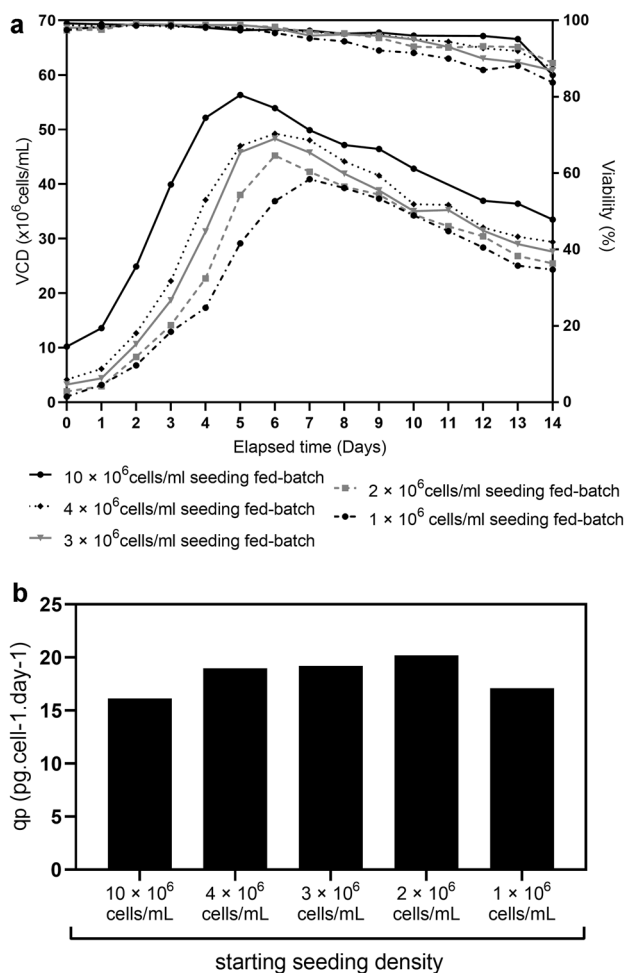 a
70
60
50
40
30
20
10
0
VCD (x10⁶cells/mL)
100
80
60
40
20
0
Viability (%)
0 1 2 3 4 5 6 7 8 9 10 11 12 13 14
Elapsed time (Days)
10 × 10⁶cells/ml seeding fed-batch
4 × 10⁶cells/ml seeding fed-batch
3 × 10⁶cells/ml seeding fed-batch
2 × 10⁶cells/ml seeding fed-batch
1 × 10⁶ cells/ml seeding fed-batch
b
25
20
15
10
5
0
qp (pg.cell-1.day-1)
10 × 10⁶ 4 × 10⁶ 3 × 10⁶ 2 × 10⁶ 1 × 10⁶
cells/mL cells/mL cells/mL cells/mL cells/mL
starting seeding density